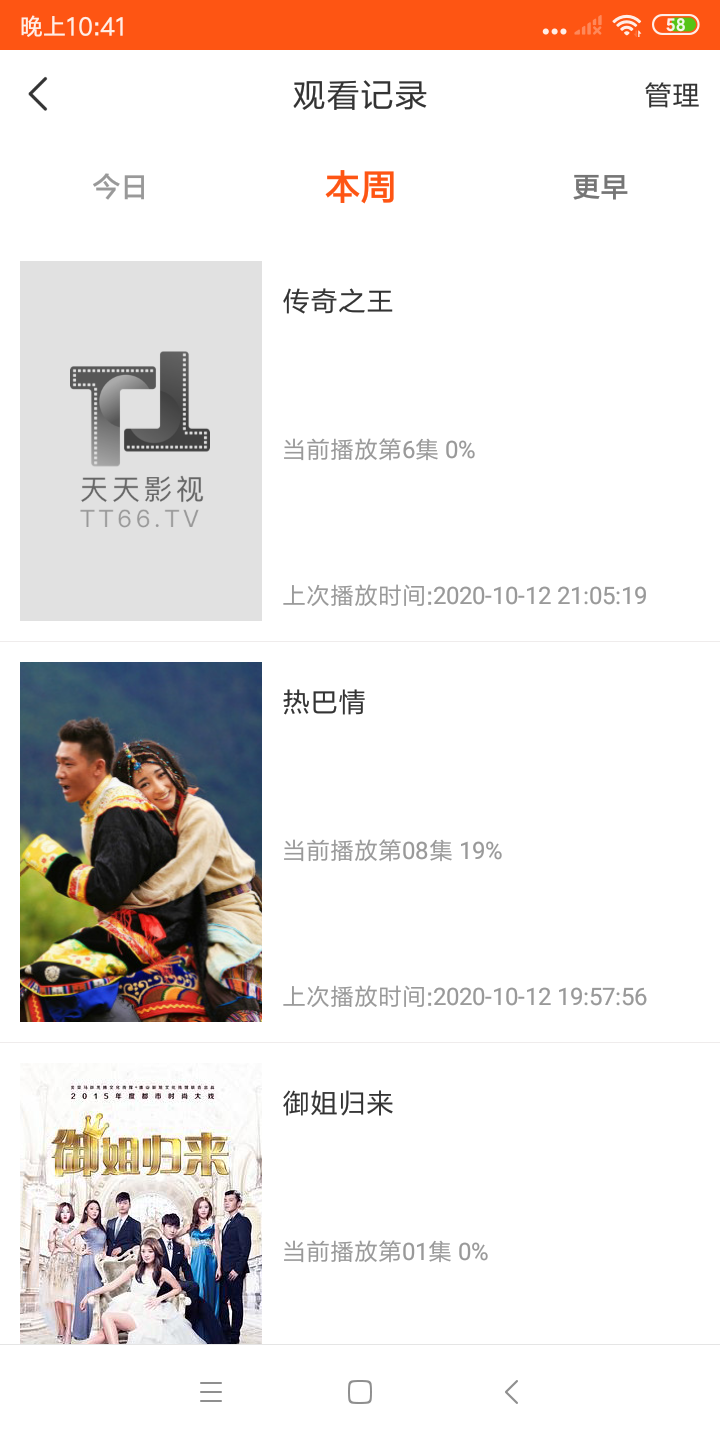 晚上10:41
58
观看记录
管理
今日
本周
更早
天天影视
TT66.TV
传奇之王
当前播放第6集 0%
上次播放时间:2020-10-12 21:05:19
热巴情
当前播放第08集 19%
上次播放时间:2020-10-12 19:57:56
2015年度都市时尚大戏
御姐归来
御姐归来
当前播放第01集 0%